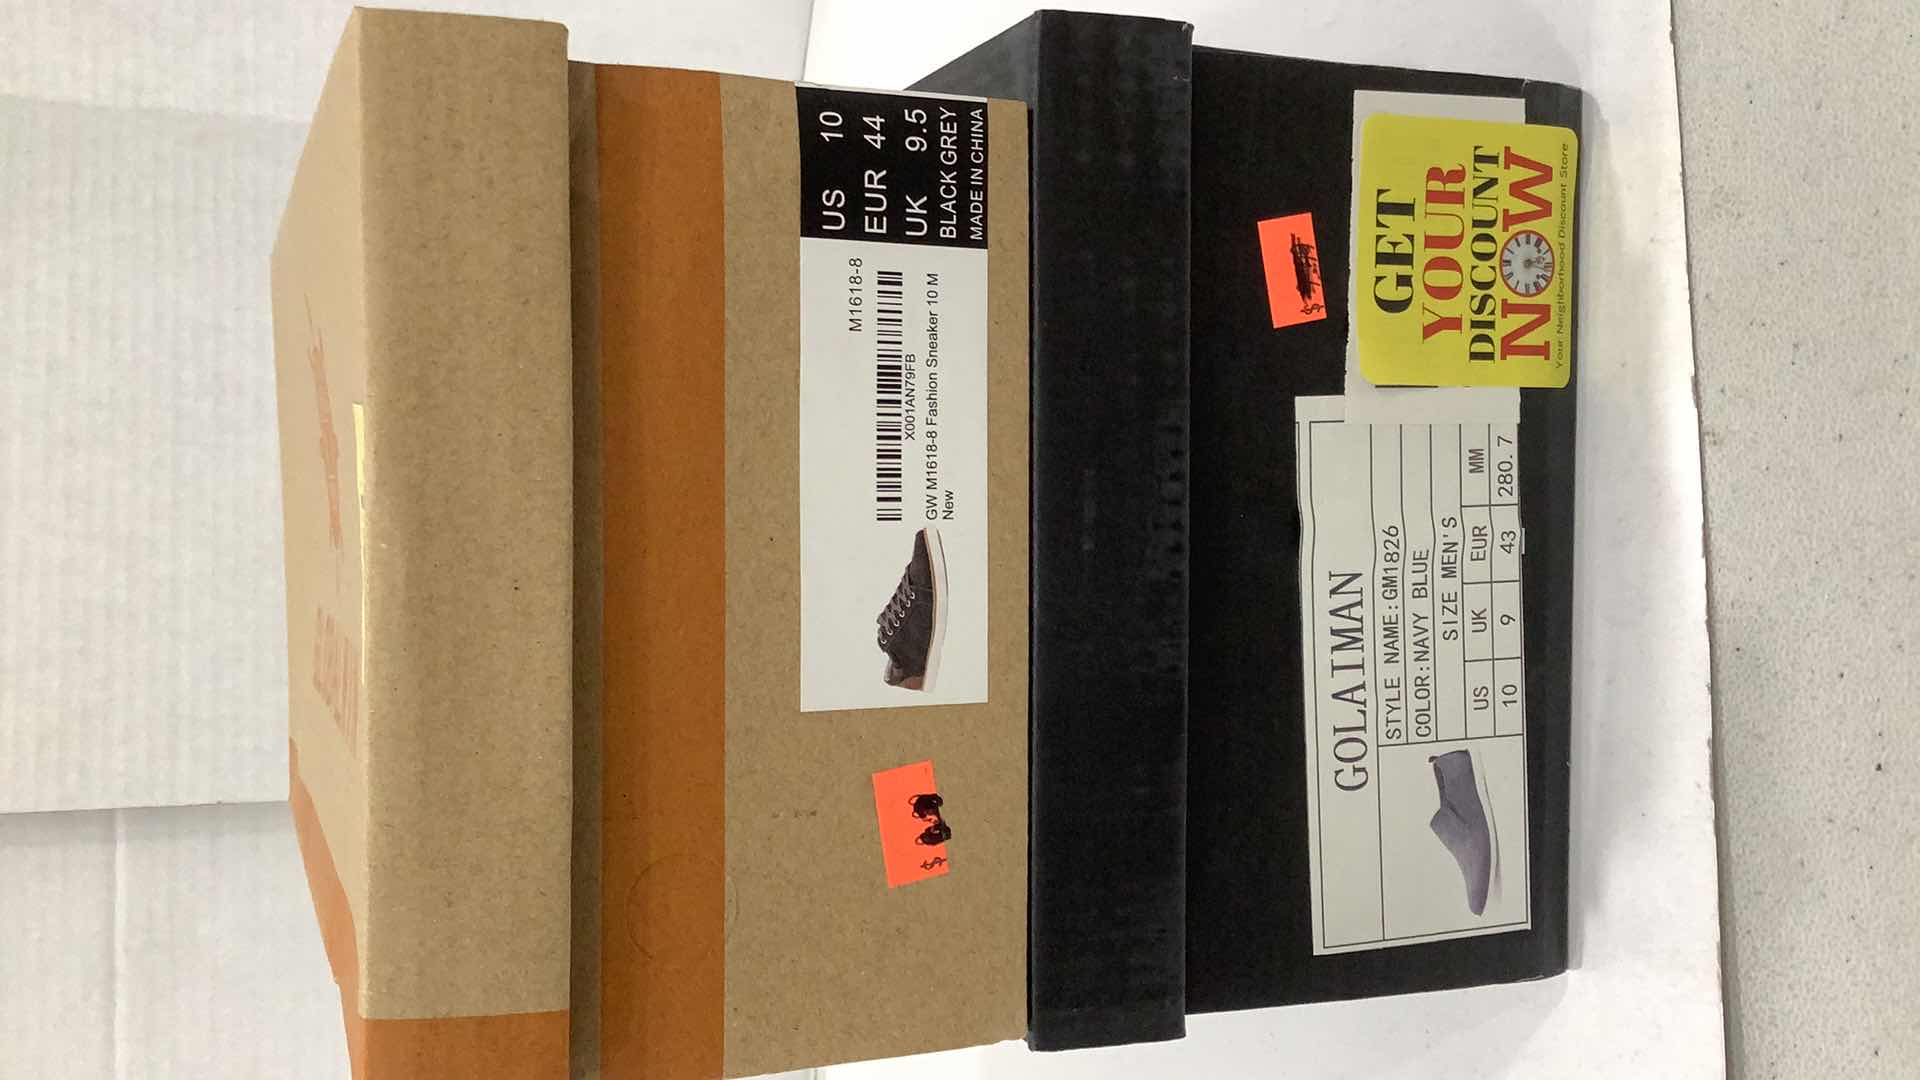 M1618-8
X001AN79FB
GW M1618-8 Fashion Sneaker 10 M
New
US 10
EUR 44
UK 9.5
BLACK GREY
MADE IN CHINA
$
GOLAIMAN
STYLE NAME:GM1826
COLOR:NAVY BLUE
SIZE MEN'S
US UK EUR MM
10 9 43 280.7
$
GET
YOUR
DISCOUNT
NOW
Your Neighborhood Discount Store